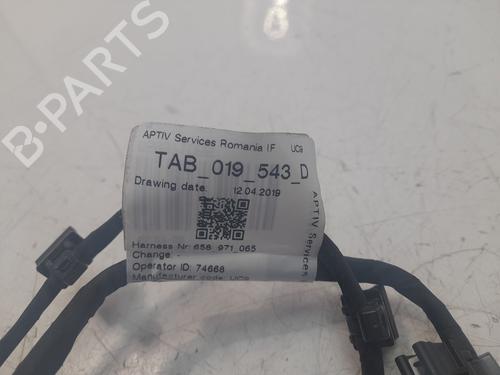 APTIV Services Romania IF UC9
TAB_019_543_D
Drawing date: 12.04.2019
Harness Nr: 658_971_065
Change: -
Operator ID: 74668
Manufacturer code: UC9
APTIV Services
B-PARTS